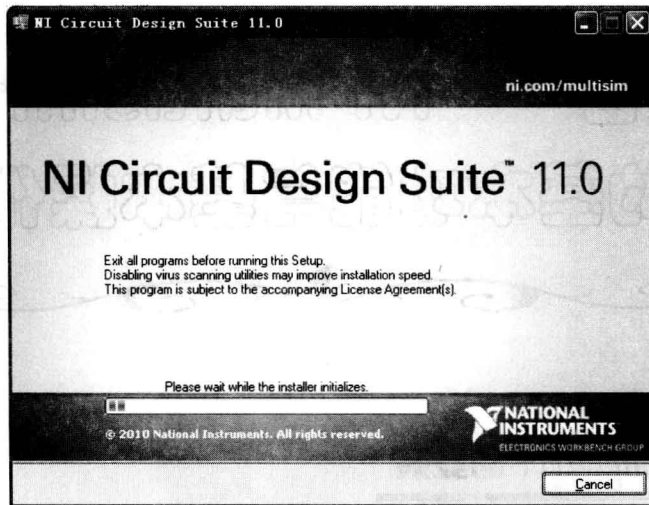 NI Circuit Design Suite 11.0
ni.com/multisim
NI Circuit Design Suite™ 11.0
Exit all programs before running this Setup.
Disabling virus scanning utilities may improve installation speed.
This program is subject to the accompanying License Agreement(s).
Please wait while the installer initializes.
© 2010 National Instruments. All rights reserved.
NATIONAL
INSTRUMENTS
ELECTRONICS WORKBENCH GROUP
Cancel